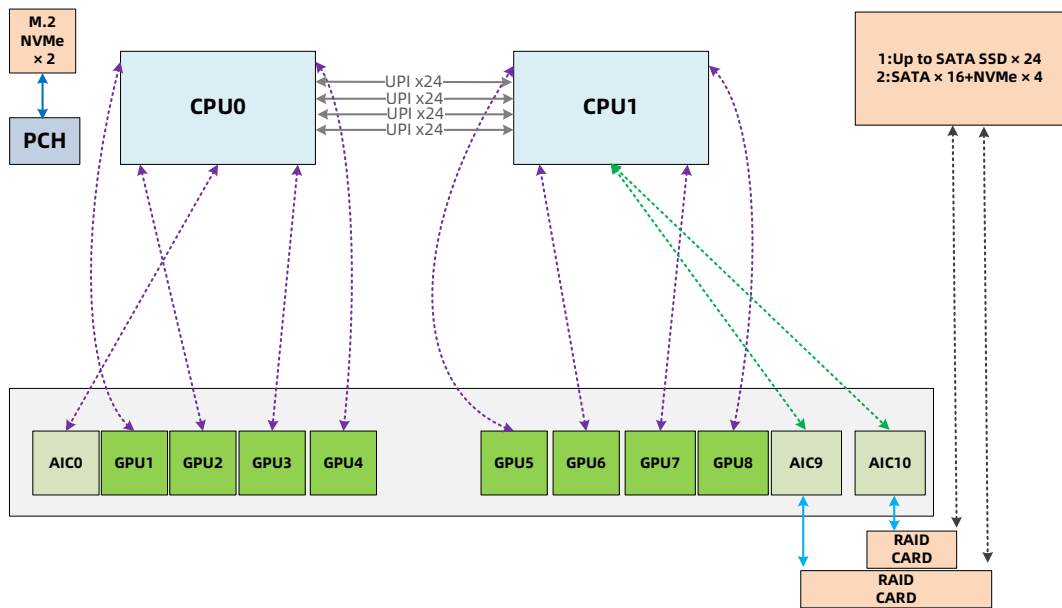 M.2
NVMe
× 2
PCH
CPU0
UPI x24
UPI x24
UPI x24
UPI x24
CPU1
1:Up to SATA SSD × 24
2:SATA × 16+NVMe × 4
AIC0
GPU1
GPU2
GPU3
GPU4
GPU5
GPU6
GPU7
GPU8
AIC9
AIC10
RAID
CARD
RAID
CARD